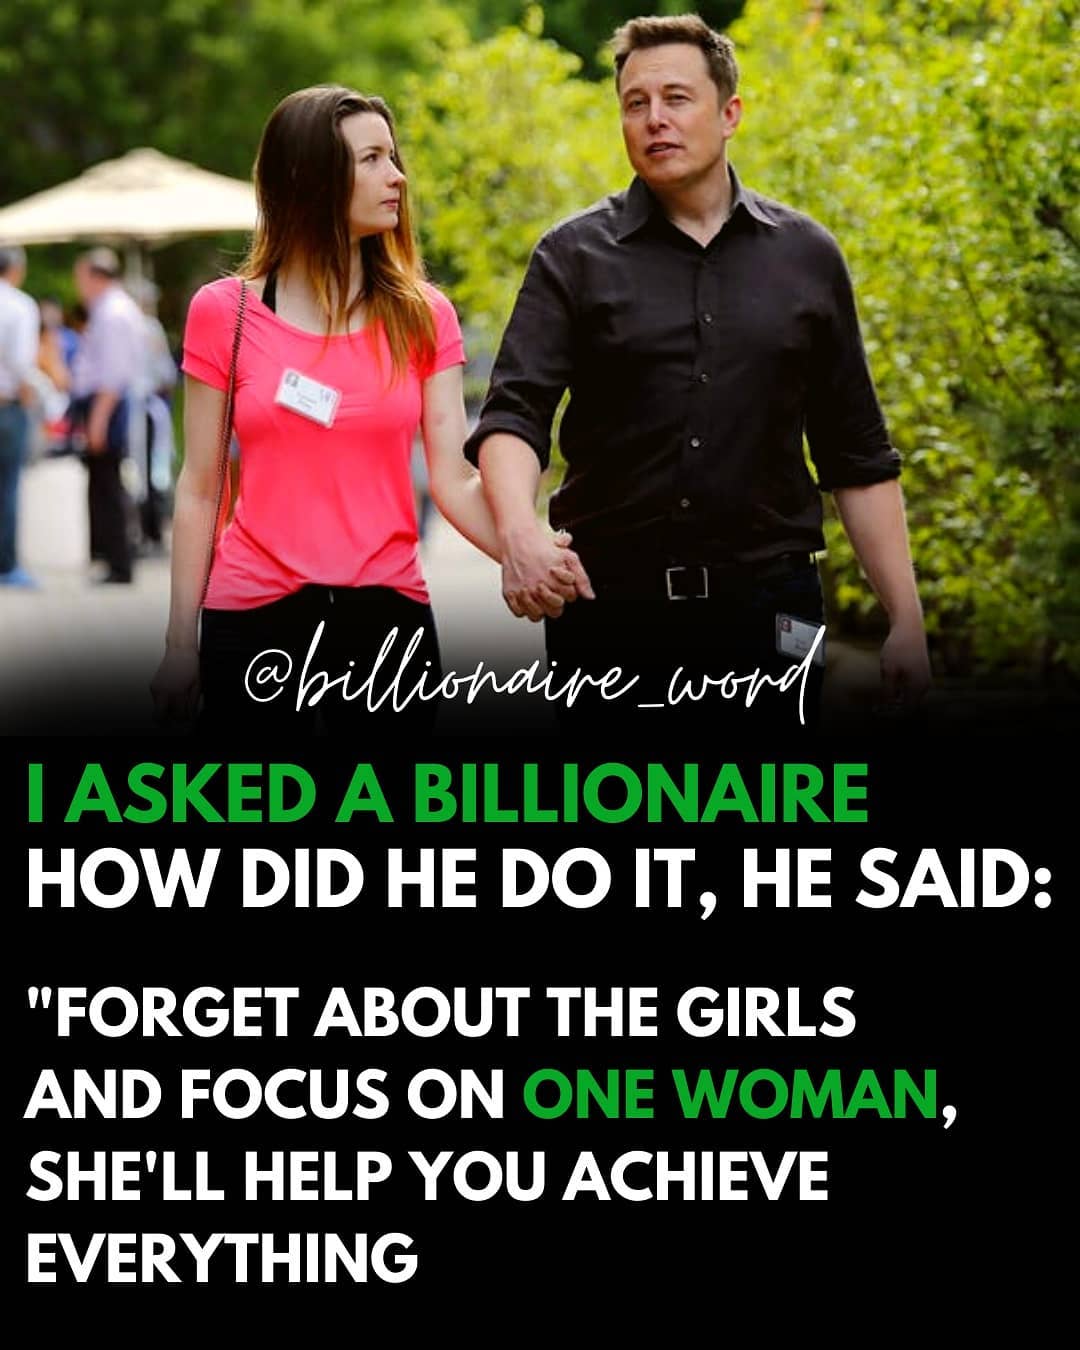 @billionaire_word
I ASKED A BILLIONAIRE
HOW DID HE DO IT, HE SAID:
"FORGET ABOUT THE GIRLS
AND FOCUS ON ONE WOMAN,
SHE'LL HELP YOU ACHIEVE
EVERYTHING